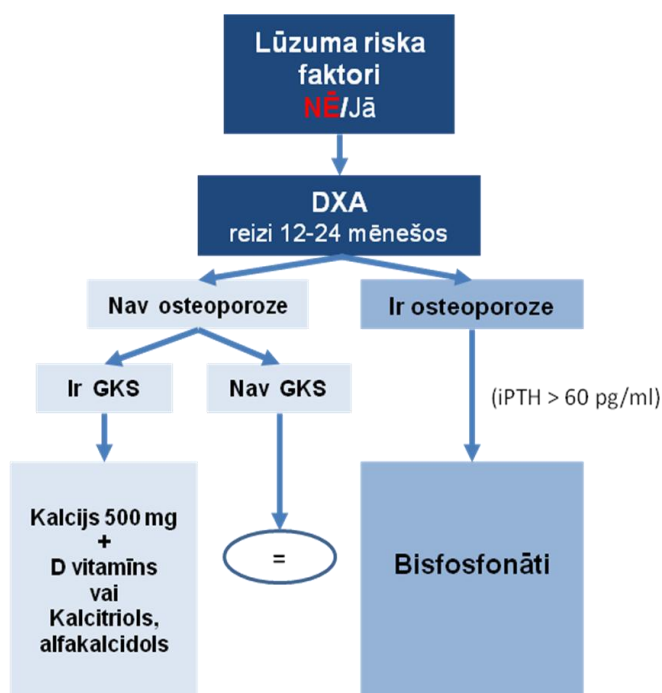 Lūzuma riska
faktori
NĒ/Jā
DXA
reizi 12-24 mēnešos
Nav osteoporoze
Ir osteoporoze
Ir GKS
Nav GKS
(iPTH > 60 pg/ml)
Kalcijs 500 mg
+
D vitamīns
vai
Kalcitriols,
alfakalcidols
=
Bisfosfonāti